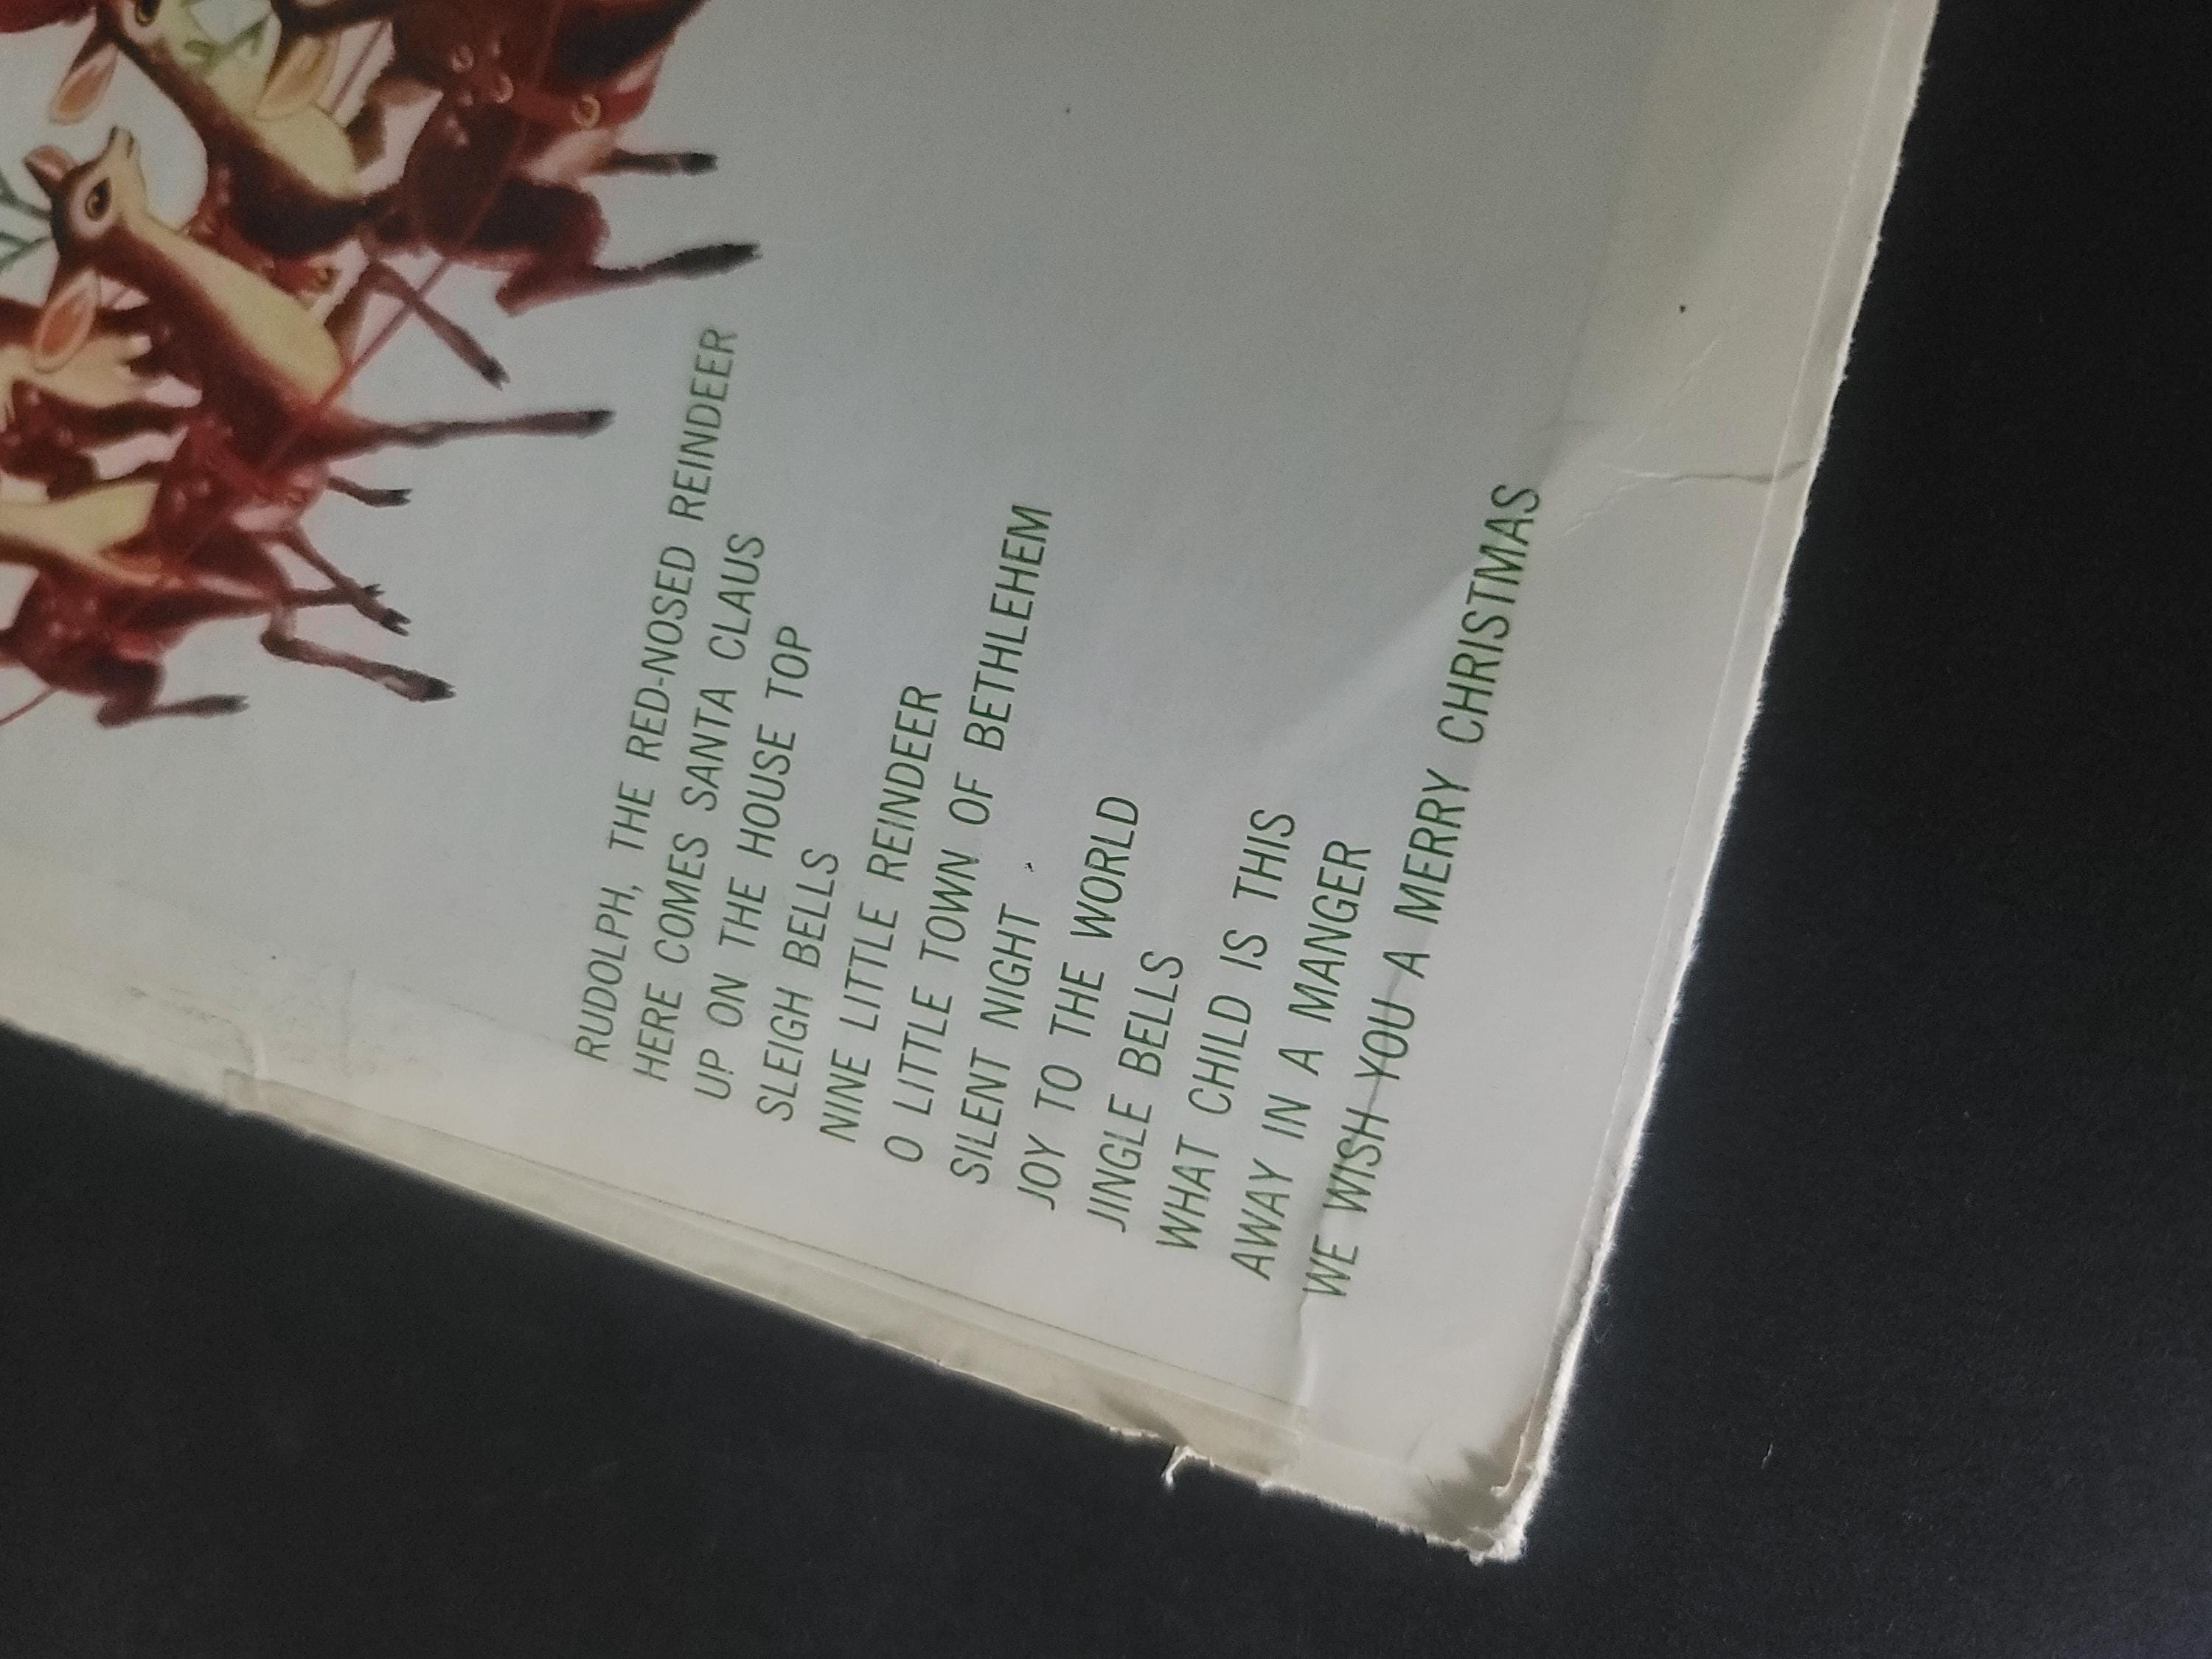 RUDOLPH, THE RED-NOSED REINDEER
HERE COMES SANTA CLAUS
UP ON THE HOUSE TOP
SLEIGH BELLS
NINE LITTLE REINDEER
O LITTLE TOWN OF BETHLEHEM
SILENT NIGHT
JOY TO THE WORLD
JINGLE BELLS
WHAT CHILD IS THIS
AWAY IN A MANGER
WE WISH YOU A MERRY CHRISTMAS